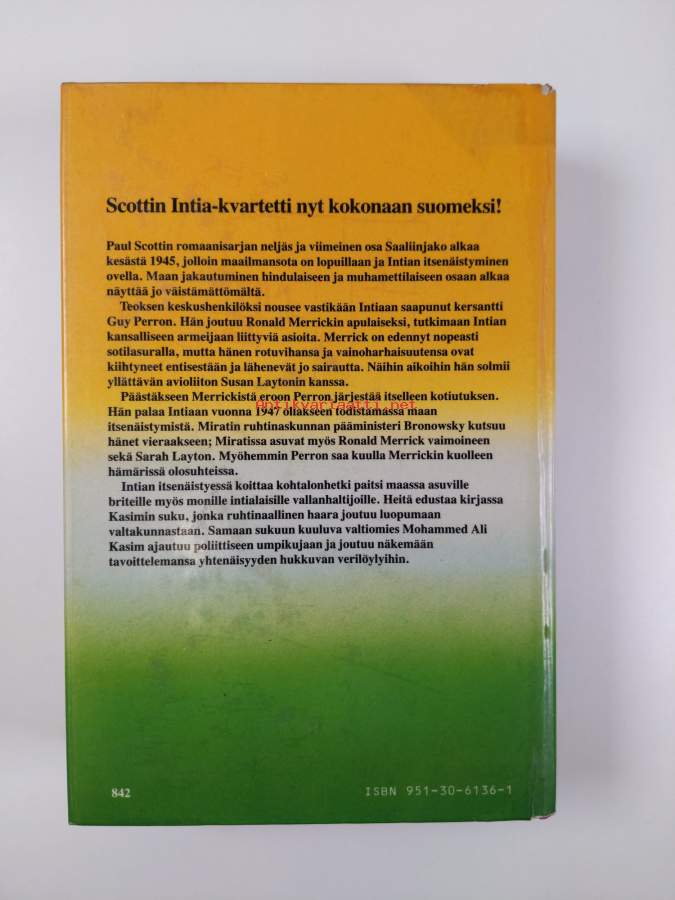 Scottin Intia-kvartetti nyt kokonaan suomeksi!
Paul Scottin romaanisarjan neljäs ja viimeinen osa Saaliinjako alkaa
kesästä 1945, jolloin maailmansota on lopuillaan ja Intian itsenäistyminen
ovella. Maan jakautuminen hindulaiseen ja muhamettilaiseen osaan alkaa
näyttää jo väistämättömältä.
Teoksen keskushenkilöksi nousee vastikään Intiaan saapunut kersantti
Guy Perron. Hän joutuu Ronald Merrickin apulaiseksi, tutkimaan Intian
kansalliseen armeijaan liittyviä asioita. Merrick on edennyt nopeasti
sotilasuralla, mutta hänen rotuvihansa ja vainoharhaisuutensa ovat
kiihtyneet entisestään ja lähenevät jo sairautta. Näihin aikoihin hän solmii
yllättävän avioliiton Susan Laytonin kanssa.
Päästäkseen Merrickistä eroon Perron järjestää itselleen kotiutuksen.
Antikvariaatti.net
Hän palaa Intiaan vuonna 1947 ollakseen todistamassa maan
itsenäistymistä. Miratin ruhtinaskunnan pääministeri Bronowsky kutsuu
hänet vieraakseen; Miratissa asuvat myös Ronald Merrick vaimoineen
sekä Sarah Layton. Myöhemmin Perron saa kuulla Merrickin kuolleen
hämärissä olosuhteissa.
Intian itsenäistyessä koittaa kohtalonhetki paitsi maassa asuville
briteille myös monille intialaisille vallanhaltijoille. Heitä edustaa kirjassa
Kasimin suku, jonka ruhtinaallinen haara joutuu luopumaan
valtakunnastaan. Samaan sukuun kuuluva valtiomies Mohammed Ali
Kasim ajautuu poliittiseen umpikujaan ja joutuu näkemään
tavoittelemansa yhtenäisyyden hukkuvan verilöylyihin.
842
ISBN 951-30-6136-1